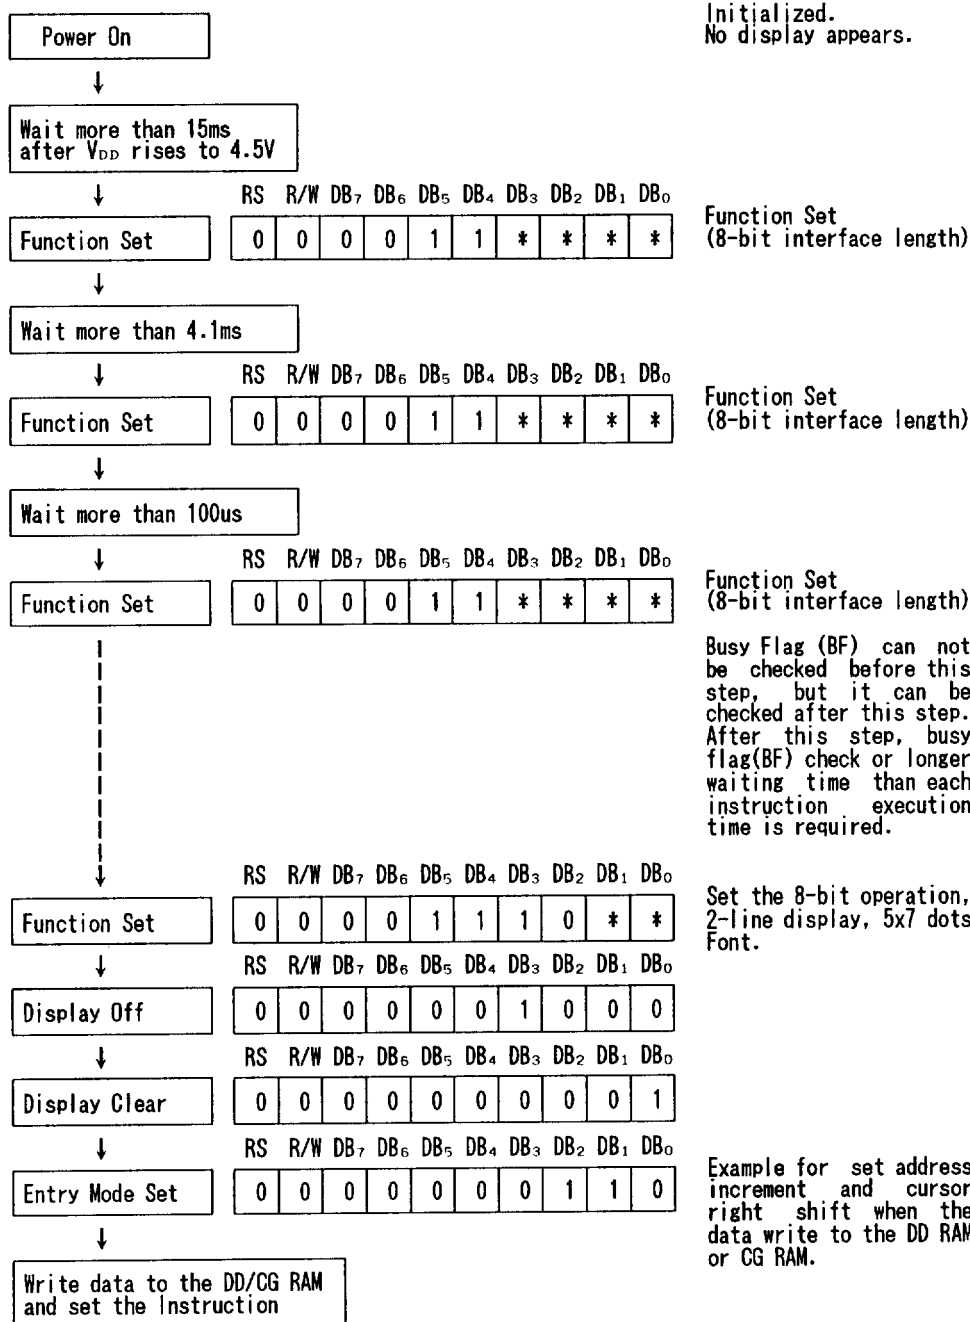 Initialized.
Power On
No display appears.
↓
Wait more than 15ms
after VDD rises to 4.5V
↓
RS R/W DB7 DB6 DB5 DB4 DB3 DB2 DB1 DB0
Function Set
0 0 0 0 1 1 * * * *
Function Set
(8-bit interface length)
↓
Wait more than 4.1ms
↓
RS R/W DB7 DB6 DB5 DB4 DB3 DB2 DB1 DB0
Function Set
0 0 0 0 1 1 * * * *
Function Set
(8-bit interface length)
↓
Wait more than 100us
↓
RS R/W DB7 DB6 DB5 DB4 DB3 DB2 DB1 DB0
Function Set
0 0 0 0 1 1 * * * *
Function Set
(8-bit interface length)
Busy Flag (BF) can not
be checked before this
step, but it can be
checked after this step.
After this step, busy
flag(BF) check or longer
waiting time than each
instruction execution
time is required.
↓
RS R/W DB7 DB6 DB5 DB4 DB3 DB2 DB1 DB0
Function Set
0 0 0 0 1 1 1 0 * *
Set the 8-bit operation,
2-line display, 5x7 dots
Font.
↓
RS R/W DB7 DB6 DB5 DB4 DB3 DB2 DB1 DB0
Display Off
0 0 0 0 0 0 1 0 0 0
↓
RS R/W DB7 DB6 DB5 DB4 DB3 DB2 DB1 DB0
Display Clear
0 0 0 0 0 0 0 0 0 1
↓
RS R/W DB7 DB6 DB5 DB4 DB3 DB2 DB1 DB0
Entry Mode Set
0 0 0 0 0 0 0 1 1 0
Example for set address
increment and cursor
right shift when the
data write to the DD RAM
or CG RAM.
↓
Write data to the DD/CG RAM
and set the Instruction